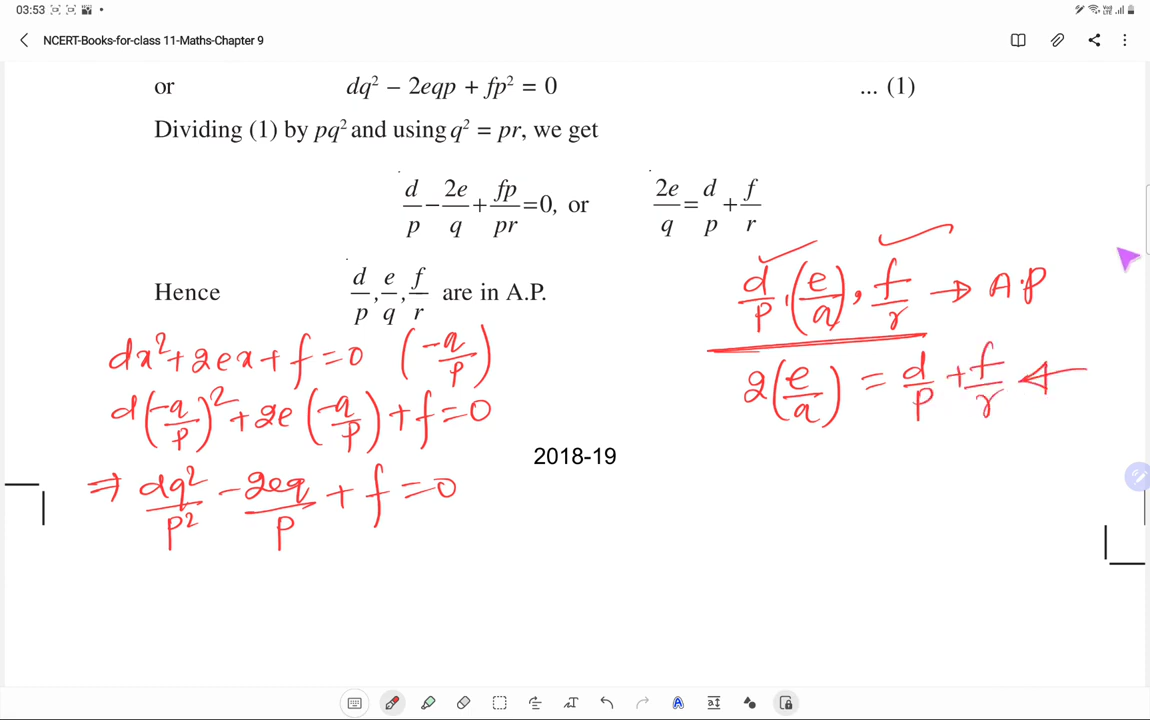 03:53
NCERT-Books-for-class 11-Maths-Chapter 9
or dq² − 2eqp + fp² = 0 ... (1)
Dividing (1) by pq² and using q² = pr, we get
d/p − 2e/q + fp/pr = 0, or 2e/q = d/p + f/r
Hence d/p, e/q, f/r are in A.P.
d/p, (e/q), f/r → A.P
2(e/q) = d/p + f/r
dx² + 2ex + f = 0 (−q/p)
d(−q/p)² + 2e(−q/p) + f = 0
⇒ dq²/p² − 2eq/p + f = 0
2018-19